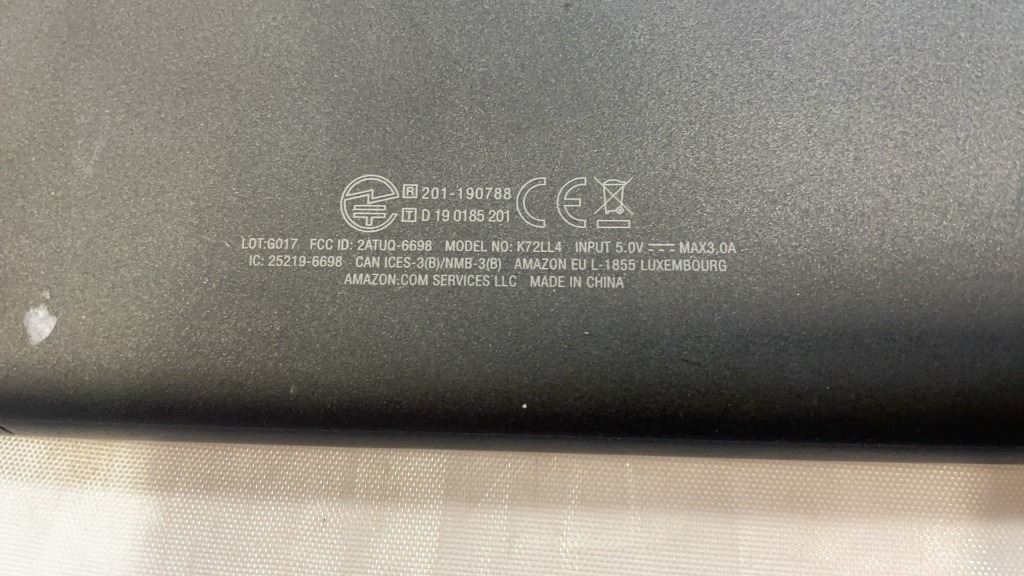 R 201-190788
T D 19 0185 201
CE
LOT:G017 FCC ID: 2ATUQ-6698 MODEL NO: K72LL4 INPUT 5.0V ⎓ MAX3.0A
IC: 25219-6698 CAN ICES-3(B)/NMB-3(B) AMAZON EU L-1855 LUXEMBOURG
AMAZON.COM SERVICES LLC MADE IN CHINA